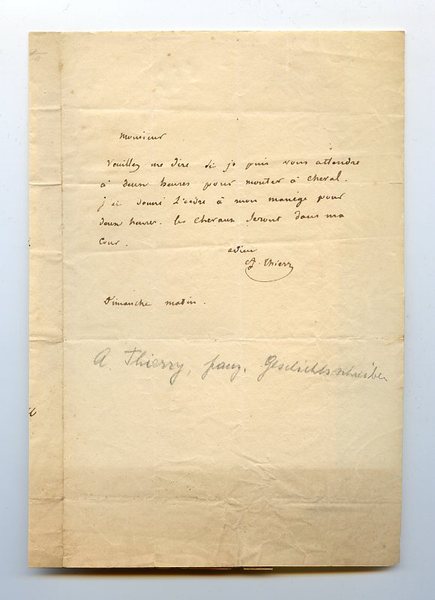 Monsieur
Veuillez me dire si je puis vous attendre
à deux heures pour monter à cheval.
j'ai donné l'ordre à mon manège pour
deux heures. les chevaux seront dans ma
cour.
adieu
A. Thierry
Dimanche matin.
A Thierry, franz. Geschichtsschreiber